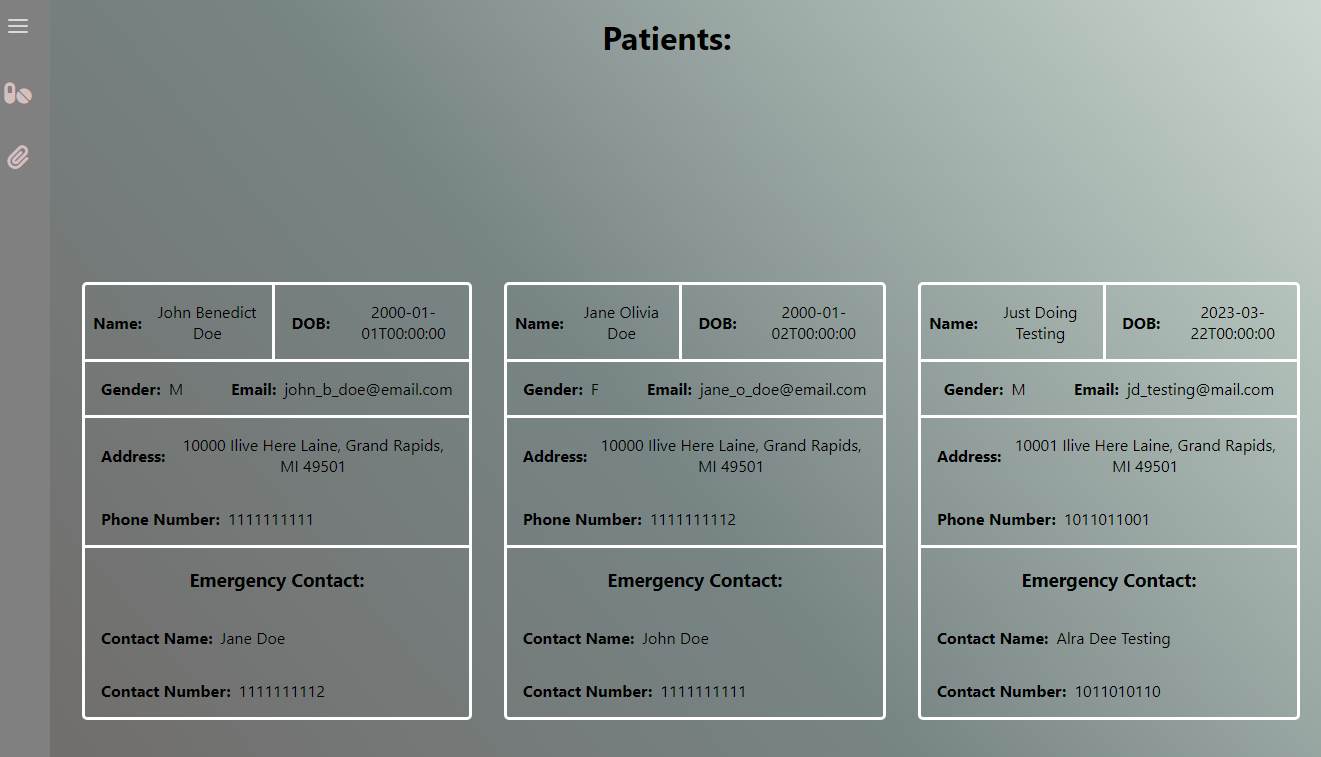 Patients:
Name: John Benedict
Doe
DOB: 2000-01-
01T00:00:00
Gender: M Email: john_b_doe@email.com
Address: 10000 Ilive Here Laine, Grand Rapids,
MI 49501
Phone Number: 1111111111
Emergency Contact:
Contact Name: Jane Doe
Contact Number: 1111111112
Name: Jane Olivia
Doe
DOB: 2000-01-
02T00:00:00
Gender: F Email: jane_o_doe@email.com
Address: 10000 Ilive Here Laine, Grand Rapids,
MI 49501
Phone Number: 1111111112
Emergency Contact:
Contact Name: John Doe
Contact Number: 1111111111
Name: Just Doing
Testing
DOB: 2023-03-
22T00:00:00
Gender: M Email: jd_testing@mail.com
Address: 10001 Ilive Here Laine, Grand Rapids,
MI 49501
Phone Number: 1011011001
Emergency Contact:
Contact Name: Alra Dee Testing
Contact Number: 1011010110